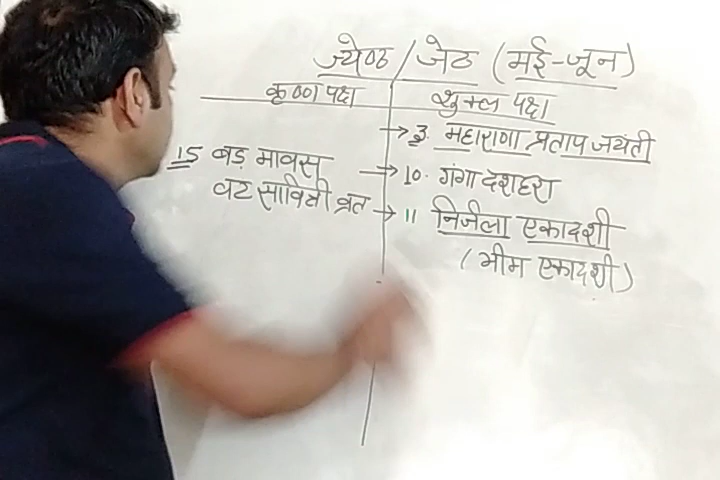 ज्येष्ठ / जेठ (मई-जून)
कृष्ण पक्ष
शुक्ल पक्ष
15 बड़ मावस
वट सावित्री व्रत
→ 3. महाराणा प्रताप जयंती
→ 10. गंगा दशहरा
→ 11 निर्जला एकादशी
(भीम एकादशी)